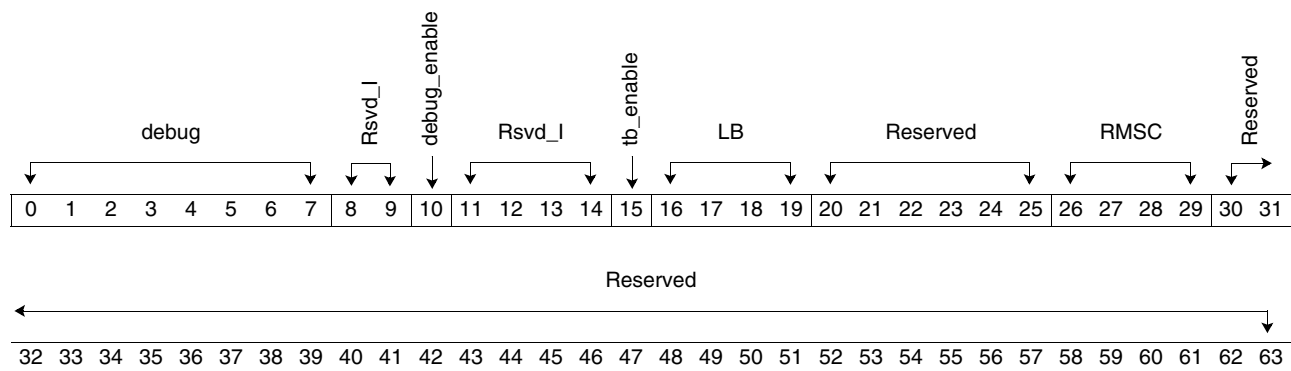 debug
Rsvd_I
debug_enable
Rsvd_I
tb_enable
LB
Reserved
RMSC
Reserved
0 1 2 3 4 5 6 7 8 9 10 11 12 13 14 15 16 17 18 19 20 21 22 23 24 25 26 27 28 29 30 31
Reserved
32 33 34 35 36 37 38 39 40 41 42 43 44 45 46 47 48 49 50 51 52 53 54 55 56 57 58 59 60 61 62 63